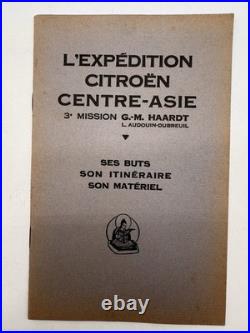 L'EXPÉDITION
CITROËN
CENTRE-ASIE
3e MISSION G.-M. HAARDT
L. AUDOUIN-DUBREUIL
SES BUTS
SON ITINÉRAIRE
SON MATÉRIEL